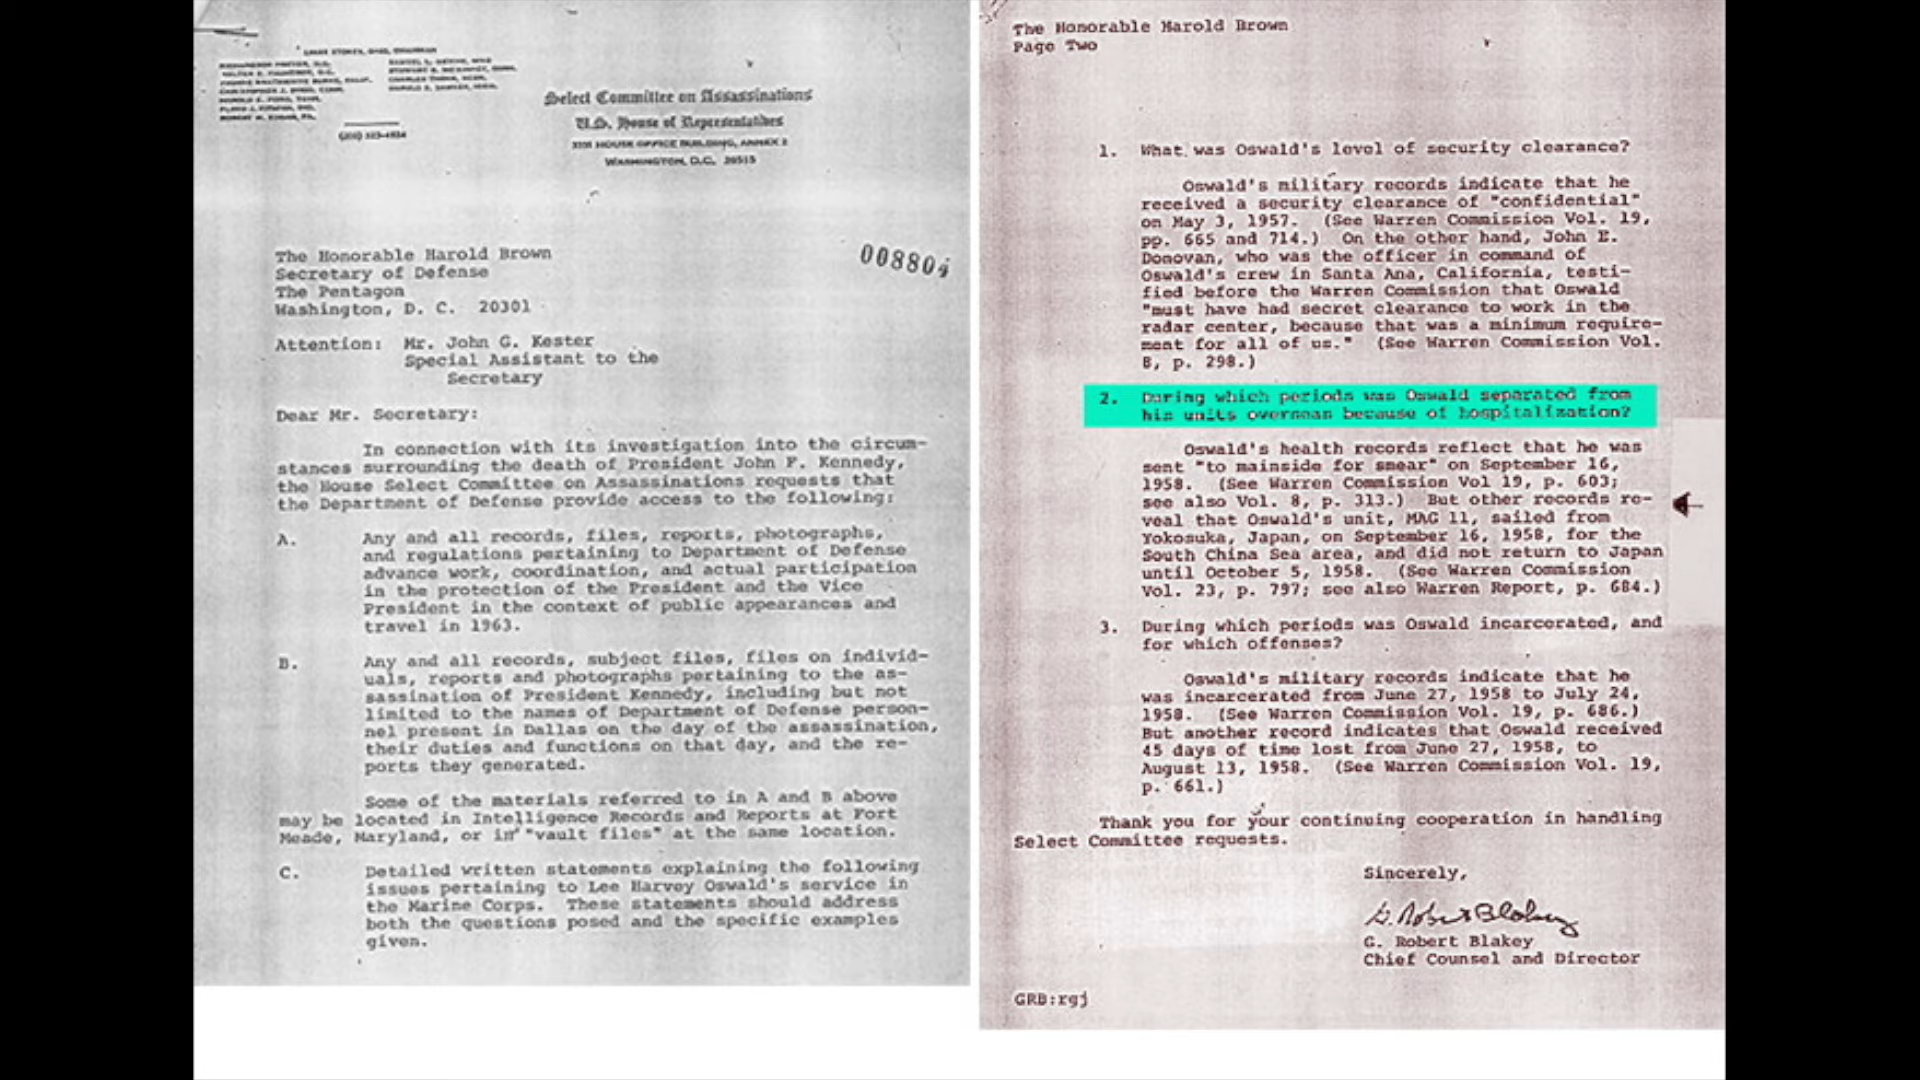 LOUIS STOKES, OHIO, CHAIRMAN
(202) 225-4624
Select Committee on Assassinations
U.S. House of Representatives
3331 HOUSE OFFICE BUILDING, ANNEX 2
WASHINGTON, D.C. 20515
008804
The Honorable Harold Brown
Secretary of Defense
The Pentagon
Washington, D. C. 20301
Attention: Mr. John G. Kester
Special Assistant to the
Secretary
Dear Mr. Secretary:
In connection with its investigation into the circum-
stances surrounding the death of President John F. Kennedy,
the House Select Committee on Assassinations requests that
the Department of Defense provide access to the following:
A. Any and all records, files, reports, photographs,
and regulations pertaining to Department of Defense
advance work, coordination, and actual participation
in the protection of the President and the Vice
President in the context of public appearances and
travel in 1963.
B. Any and all records, subject files, files on individ-
uals, reports and photographs pertaining to the as-
sassination of President Kennedy, including but not
limited to the names of Department of Defense person-
nel present in Dallas on the day of the assassination,
their duties and functions on that day, and the re-
ports they generated.
Some of the materials referred to in A and B above
may be located in Intelligence Records and Reports at Fort
Meade, Maryland, or in "vault files" at the same location.
C. Detailed written statements explaining the following
issues pertaining to Lee Harvey Oswald's service in
the Marine Corps. These statements should address
both the questions posed and the specific examples
given.
The Honorable Harold Brown
Page Two
1. What was Oswald's level of security clearance?
Oswald's military records indicate that he
received a security clearance of "confidential"
on May 3, 1957. (See Warren Commission Vol. 19,
pp. 665 and 714.) On the other hand, John E.
Donovan, who was the officer in command of
Oswald's crew in Santa Ana, California, testi-
fied before the Warren Commission that Oswald
"must have had secret clearance to work in the
radar center, because that was a minimum require-
ment for all of us." (See Warren Commission Vol.
8, p. 298.)
2. During which periods was Oswald separated from
his units overseas because of hospitalization?
Oswald's health records reflect that he was
sent "to mainside for smear" on September 16,
1958. (See Warren Commission Vol 19, p. 603;
see also Vol. 8, p. 313.) But other records re-
veal that Oswald's unit, MAG 11, sailed from
Yokosuka, Japan, on September 16, 1958, for the
South China Sea area, and did not return to Japan
until October 5, 1958. (See Warren Commission
Vol. 23, p. 797; see also Warren Report, p. 684.)
3. During which periods was Oswald incarcerated, and
for which offenses?
Oswald's military records indicate that he
was incarcerated from June 27, 1958 to July 24,
1958. (See Warren Commission Vol. 19, p. 686.)
But another record indicates that Oswald received
45 days of time lost from June 27, 1958, to
August 13, 1958. (See Warren Commission Vol. 19,
p. 661.)
Thank you for your continuing cooperation in handling
Select Committee requests.
Sincerely,
G. Robert Blakey
G. Robert Blakey
Chief Counsel and Director
GRB:rgj